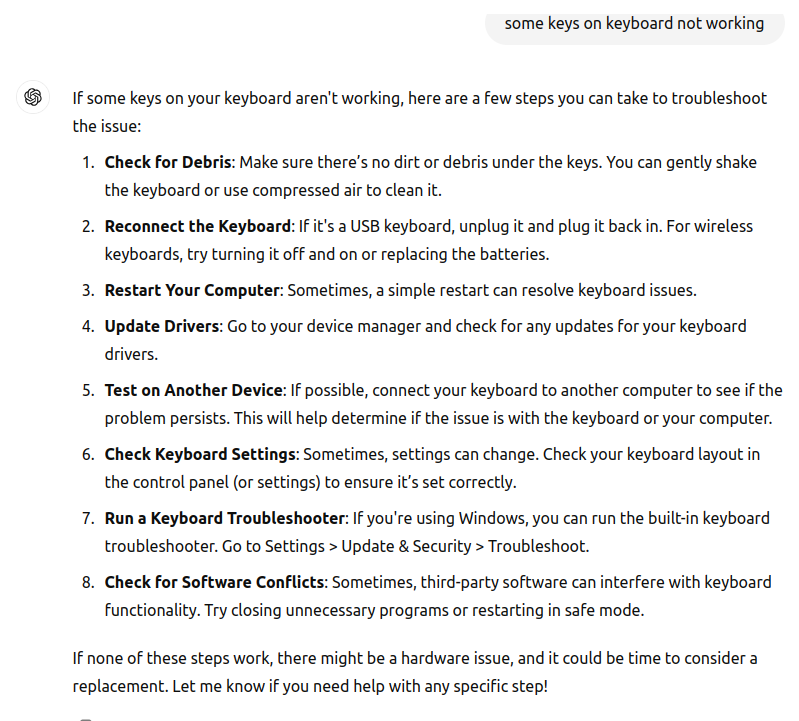 some keys on keyboard not working
If some keys on your keyboard aren't working, here are a few steps you can take to troubleshoot
the issue:
1. Check for Debris: Make sure there’s no dirt or debris under the keys. You can gently shake
the keyboard or use compressed air to clean it.
2. Reconnect the Keyboard: If it's a USB keyboard, unplug it and plug it back in. For wireless
keyboards, try turning it off and on or replacing the batteries.
3. Restart Your Computer: Sometimes, a simple restart can resolve keyboard issues.
4. Update Drivers: Go to your device manager and check for any updates for your keyboard
drivers.
5. Test on Another Device: If possible, connect your keyboard to another computer to see if the
problem persists. This will help determine if the issue is with the keyboard or your computer.
6. Check Keyboard Settings: Sometimes, settings can change. Check your keyboard layout in
the control panel (or settings) to ensure it’s set correctly.
7. Run a Keyboard Troubleshooter: If you're using Windows, you can run the built-in keyboard
troubleshooter. Go to Settings > Update & Security > Troubleshoot.
8. Check for Software Conflicts: Sometimes, third-party software can interfere with keyboard
functionality. Try closing unnecessary programs or restarting in safe mode.
If none of these steps work, there might be a hardware issue, and it could be time to consider a
replacement. Let me know if you need help with any specific step!